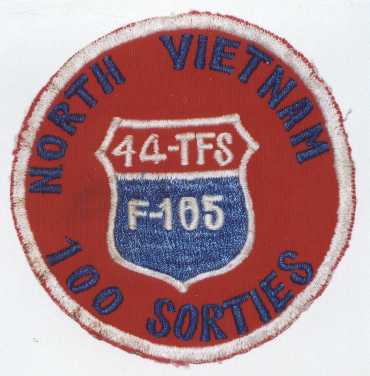 NORTH VIETNAM
44-TFS
F-105
100 SORTIES